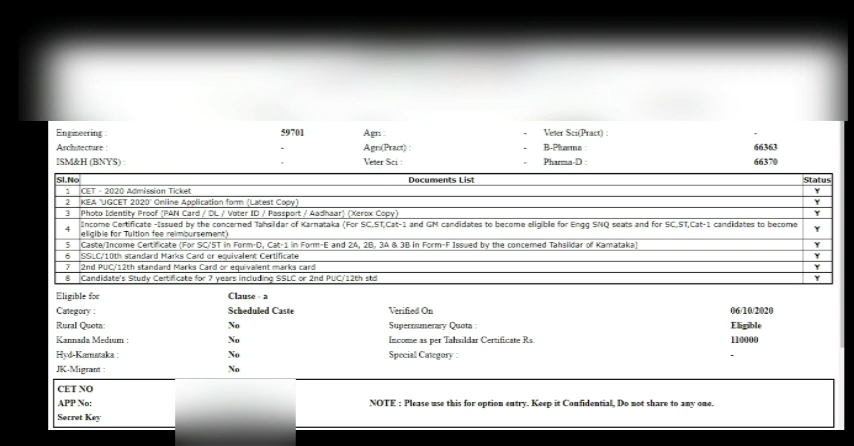 Engineering : 59701 Agri : - Veter Sci(Pract) : -
Architecture : - Agri(Pract) : - B-Pharma : 66363
ISM&H (BNYS) : - Veter Sci : - Pharma-D : 66370
Sl.No Documents List Status
1 CET - 2020 Admission Ticket Y
2 KEA 'UGCET 2020' Online Application form (Latest Copy) Y
3 Photo Identity Proof (PAN Card / DL / Voter ID / Passport / Aadhaar) (Xerox Copy) Y
4 Income Certificate -Issued by the concerned Tahsildar of Karnataka (For SC,ST,Cat-1 and GM candidates to become eligible for Engg SNQ seats and for SC,ST,Cat-1 candidates to become Y
eligible for Tuition fee reimbursement)
5 Caste/Income Certificate (For SC/ST in Form-D, Cat-1 in Form-E and 2A, 2B, 3A & 3B in Form-F Issued by the concerned Tahsildar of Karnataka) Y
6 SSLC/10th standard Marks Card or equivalent Certificate Y
7 2nd PUC/12th standard Marks Card or equivalent marks card Y
8 Candidate's Study Certificate for 7 years including SSLC or 2nd PUC/12th std Y
Eligible for Clause - a
Category : Scheduled Caste Verified On 06/10/2020
Rural Quota: No Supernumerary Quota : Eligible
Kannada Medium : No Income as per Tahsildar Certificate Rs. 110000
Hyd-Karnataka : No Special Category : -
JK-Migrant : No
CET NO
APP No: NOTE : Please use this for option entry. Keep it Confidential, Do not share to any one.
Secret Key